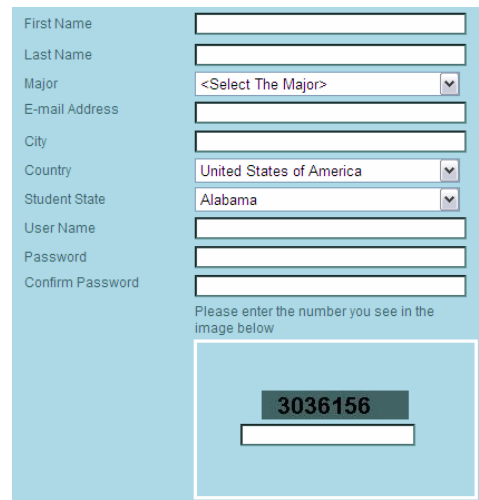 First Name
Last Name
Major <Select The Major>
E-mail Address
City
Country United States of America
Student State Alabama
User Name
Password
Confirm Password
Please enter the number you see in the
image below
3036156